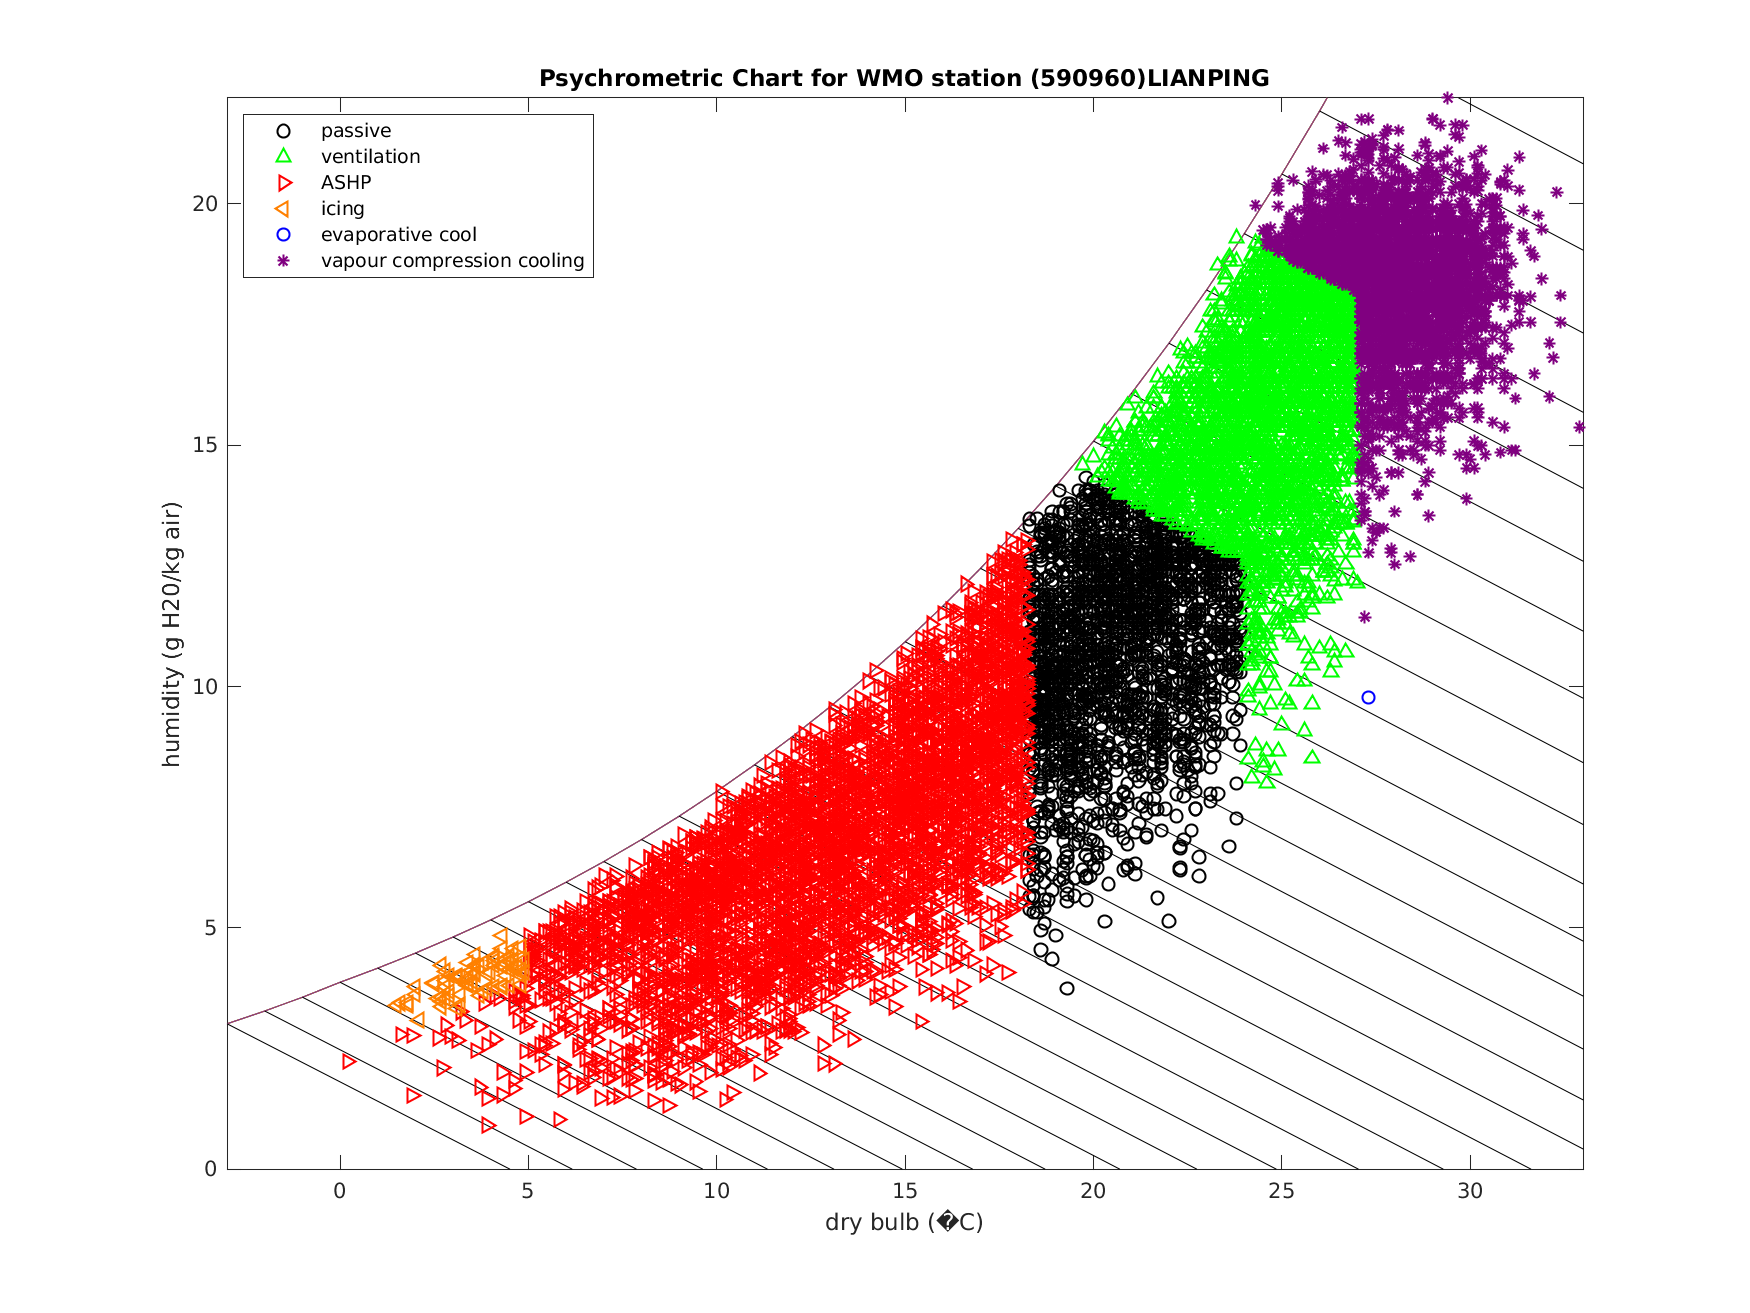 Psychrometric Chart for WMO station (590960)LIANPING
passive
ventilation
ASHP
icing
evaporative cool
vapour compression cooling
humidity (g H20/kg air)
20
15
10
5
0
0 5 10 15 20 25 30
dry bulb (�C)